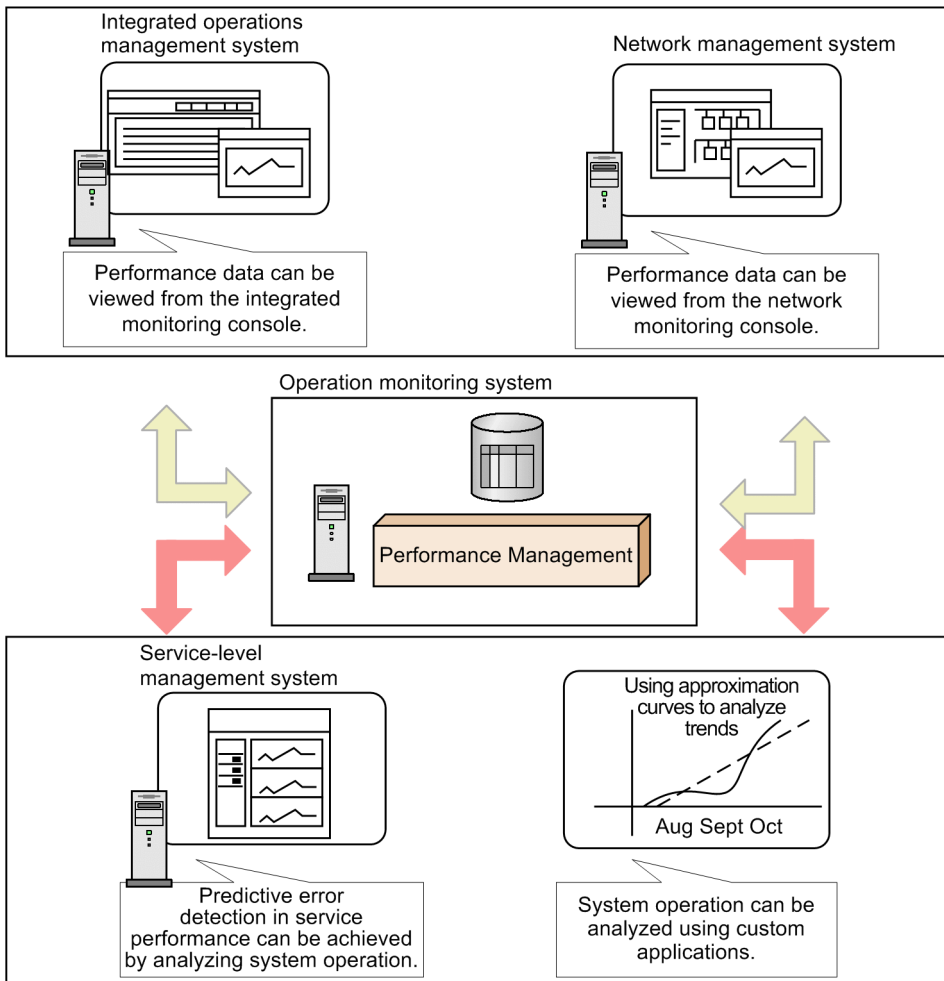 Integrated operations
management system
Network management system
Performance data can be
viewed from the integrated
monitoring console.
Performance data can be
viewed from the network
monitoring console.
Operation monitoring system
Performance Management
Service-level
management system
Using approximation
curves to analyze
trends
Aug Sept Oct
Predictive error
detection in service
performance can be achieved
by analyzing system operation.
System operation can be
analyzed using custom
applications.